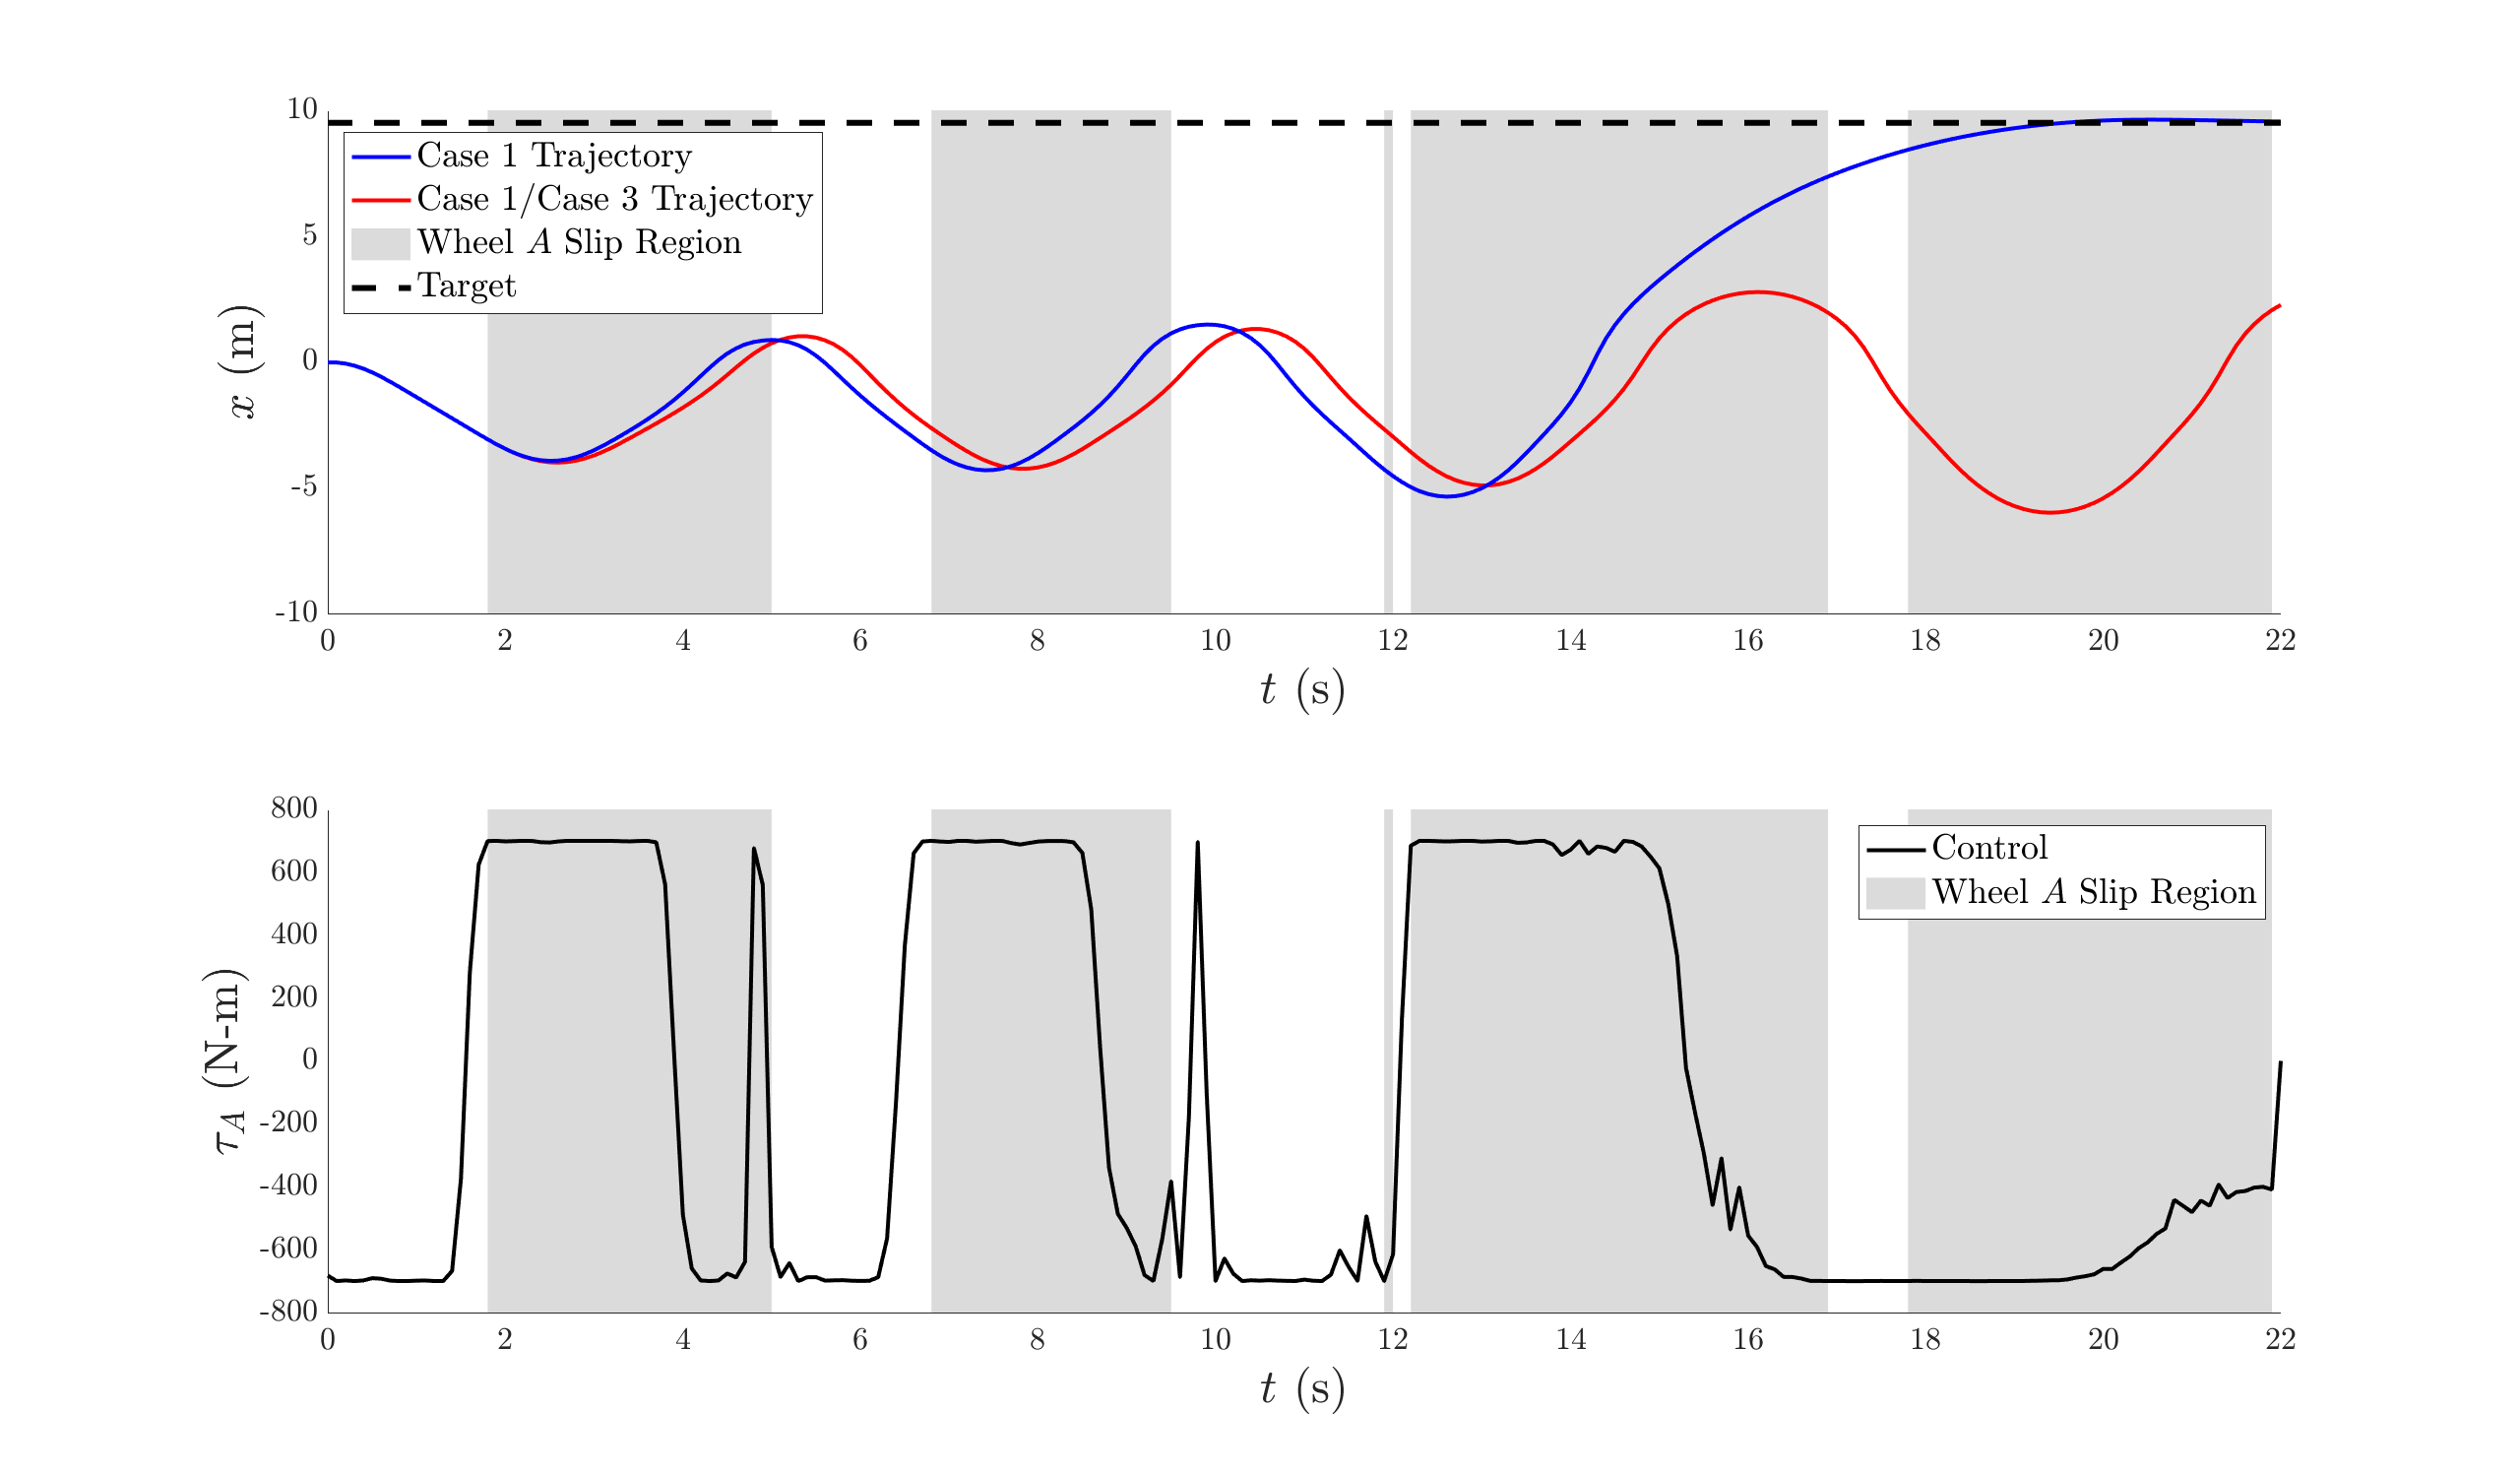 10
5
0
-5
-10
x (m)
Case 1 Trajectory
Case 1/Case 3 Trajectory
Wheel A Slip Region
Target
0 2 4 6 8 10 12 14 16 18 20 22
t (s)
800
600
400
200
0
-200
-400
-600
-800
τA (N-m)
Control
Wheel A Slip Region
0 2 4 6 8 10 12 14 16 18 20 22
t (s)